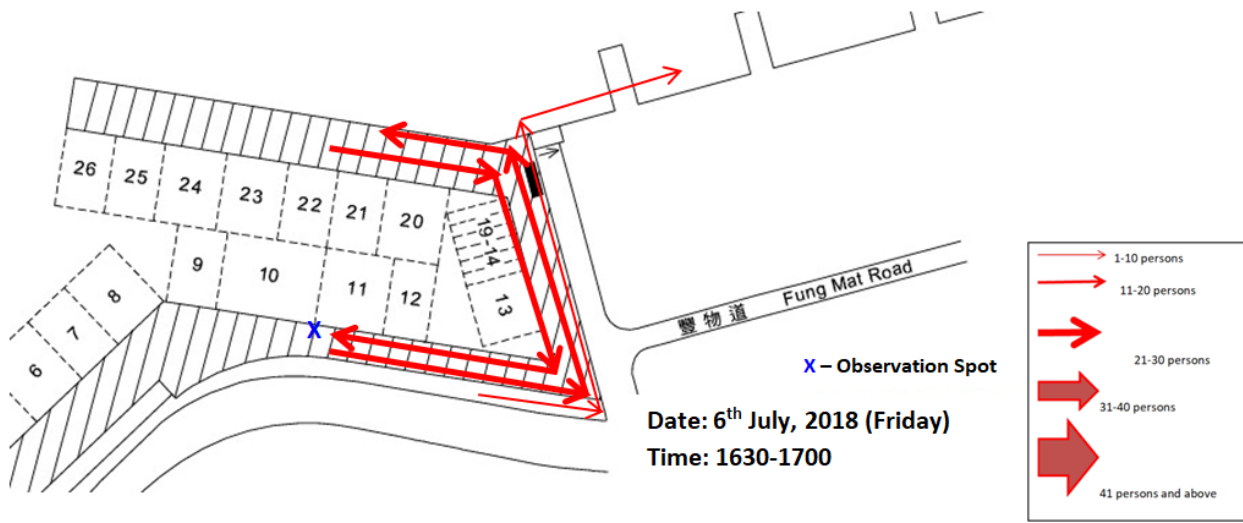 26
25
24
23
22
21
20
19-14
13
9
10
11
12
8
7
6
X
豐物道 Fung Mat Road
X – Observation Spot
Date: 6th July, 2018 (Friday)
Time: 1630-1700
1-10 persons
11-20 persons
21-30 persons
31-40 persons
41 persons and above